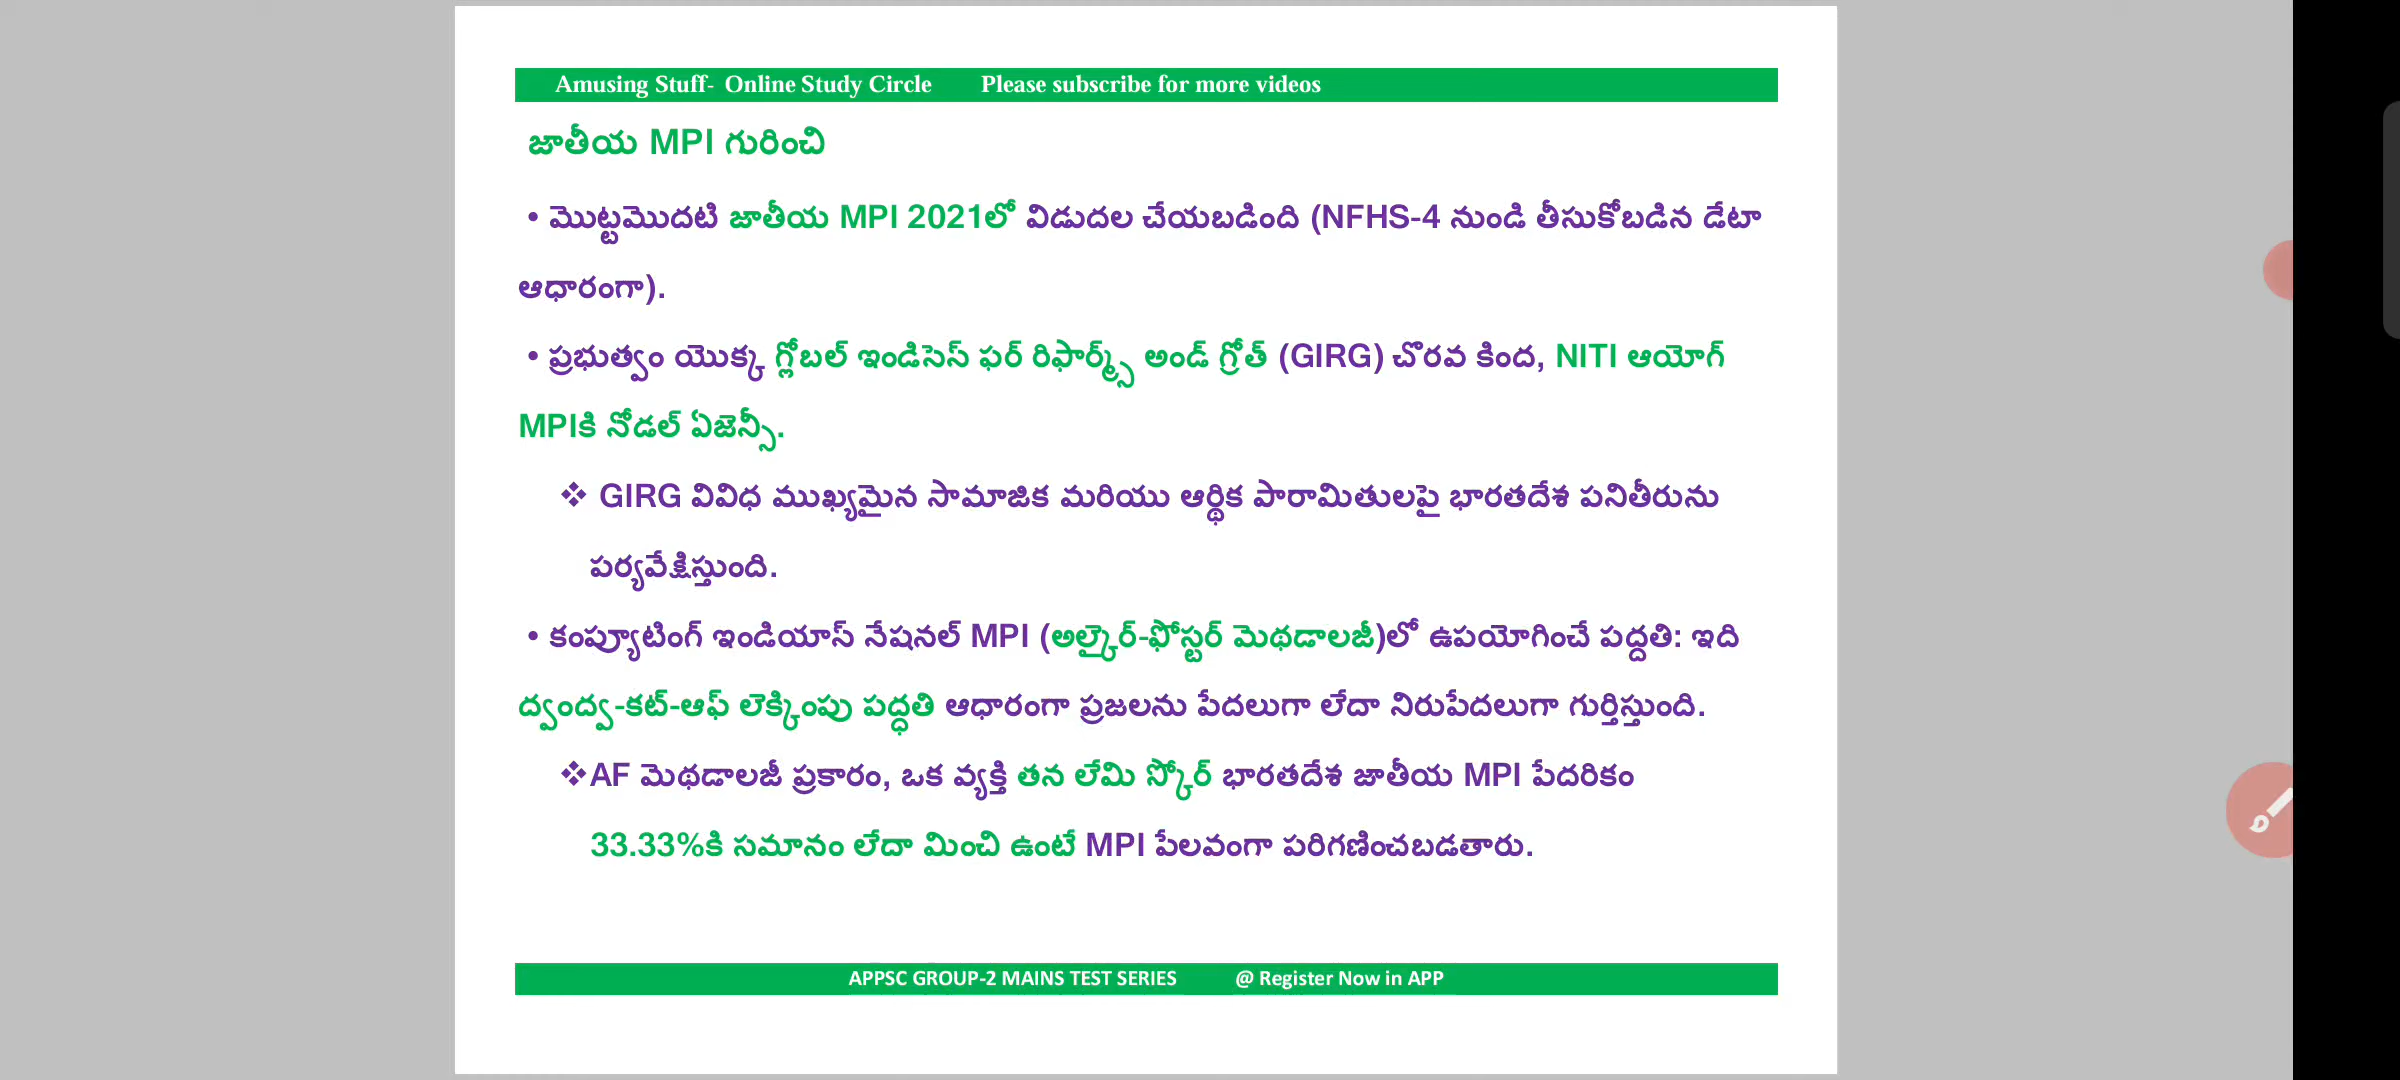 Amusing Stuff- Online Study Circle Please subscribe for more videos
జాతీయ MPI గురించి
• మొట్టమొదటి జాతీయ MPI 2021లో విడుదల చేయబడింది (NFHS-4 నుండి తీసుకోబడిన డేటా
ఆధారంగా).
• ప్రభుత్వం యొక్క గ్లోబల్ ఇండిసెస్ ఫర్ రిఫార్మ్స్ అండ్ గ్రోత్ (GIRG) చొరవ కింద, NITI ఆయోగ్
MPIకి నోడల్ ఏజెన్సీ.
❖ GIRG వివిధ ముఖ్యమైన సామాజిక మరియు ఆర్థిక పారామితులపై భారతదేశ పనితీరును
పర్యవేక్షిస్తుంది.
• కంప్యూటింగ్ ఇండియాస్ నేషనల్ MPI (అల్కైర్-ఫోస్టర్ మెథడాలజీ)లో ఉపయోగించే పద్దతి: ఇది
ద్వంద్వ-కట్-ఆఫ్ లెక్కింపు పద్ధతి ఆధారంగా ప్రజలను పేదలుగా లేదా నిరుపేదలుగా గుర్తిస్తుంది.
❖AF మెథడాలజీ ప్రకారం, ఒక వ్యక్తి తన లేమి స్కోర్ భారతదేశ జాతీయ MPI పేదరికం
33.33%కి సమానం లేదా మించి ఉంటే MPI పేలవంగా పరిగణించబడతారు.
APPSC GROUP-2 MAINS TEST SERIES @ Register Now in APP